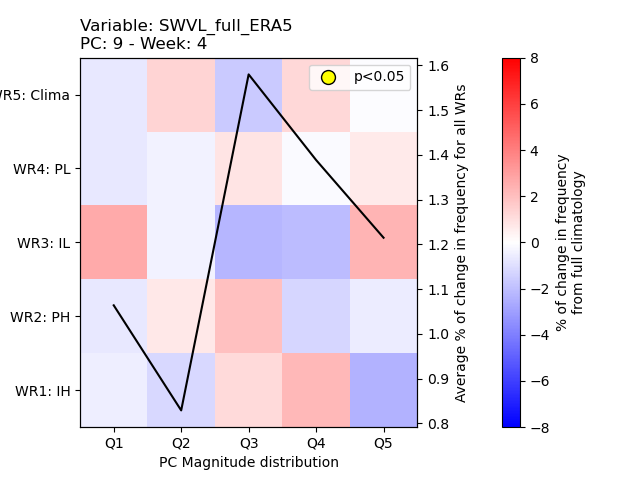 Variable: SWVL_full_ERA5
PC: 9 - Week: 4
p<0.05
WR5: Clima
WR4: PL
WR3: IL
WR2: PH
WR1: IH
Q1 Q2 Q3 Q4 Q5
PC Magnitude distribution
1.6
1.5
1.4
1.3
1.2
1.1
1.0
0.9
0.8
Average % of change in frequency for all WRs
8
6
4
2
0
−2
−4
−6
−8
% of change in frequency
from full climatology